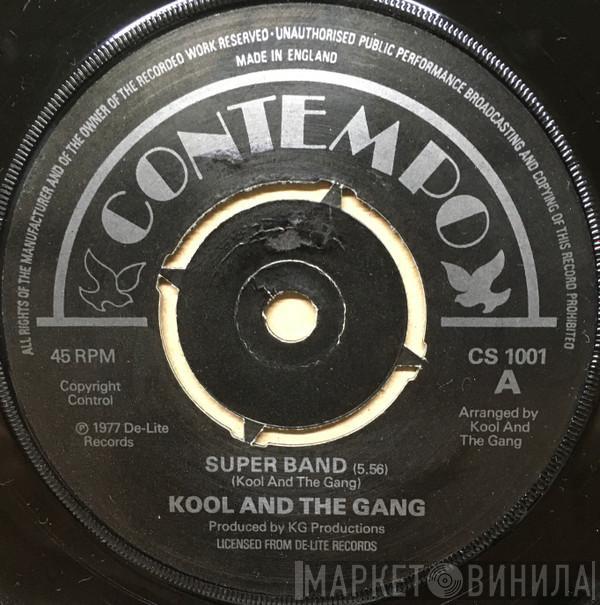 ALL RIGHTS OF THE MANUFACTURER AND OF THE OWNER OF THE RECORDED WORK RESERVED · UNAUTHORISED PUBLIC PERFORMANCE BROADCASTING AND COPYING OF THIS RECORD PROHIBITED
MADE IN ENGLAND
CONTEMPO
45 RPM
CS 1001
A
Copyright
Control
Arranged by
Kool And
The Gang
℗ 1977 De-Lite
Records
SUPER BAND (5.56)
(Kool And The Gang)
KOOL AND THE GANG
Produced by KG Productions
LICENSED FROM DE-LITE RECORDS
МАРКЕТ ВИНИЛА